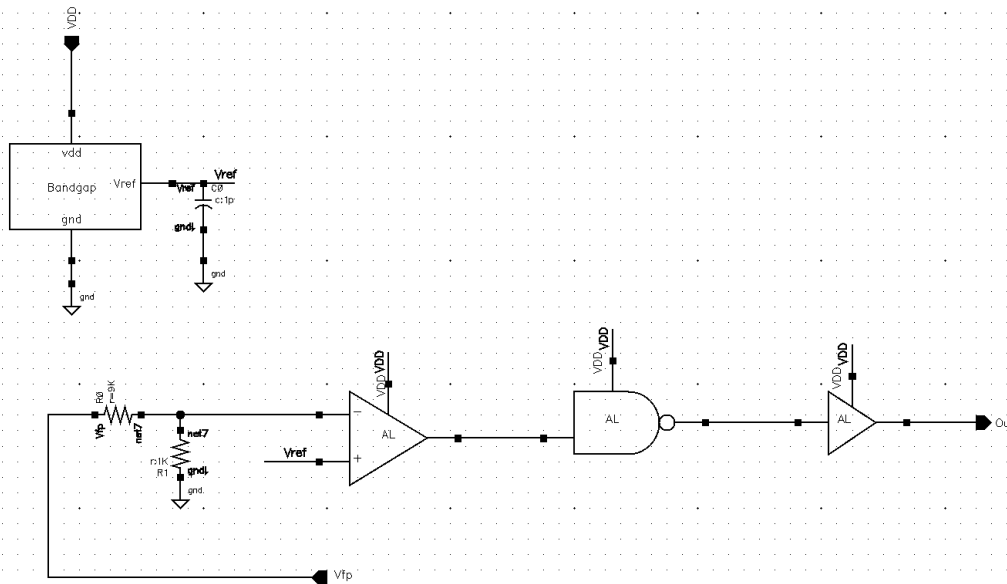 VDD
vdd
Bandgap
Vref
gnd
gnd
Vref
Vref
C0
c:1p
gnd!
gnd
R0
r=9K
Vfp
net7
net7
r:1K
R1
gnd!
gnd
Vref
VDD
VDD
AL
-
+
VDD
VDD
AL
VDD
VDD
AL
Ou
Vfp